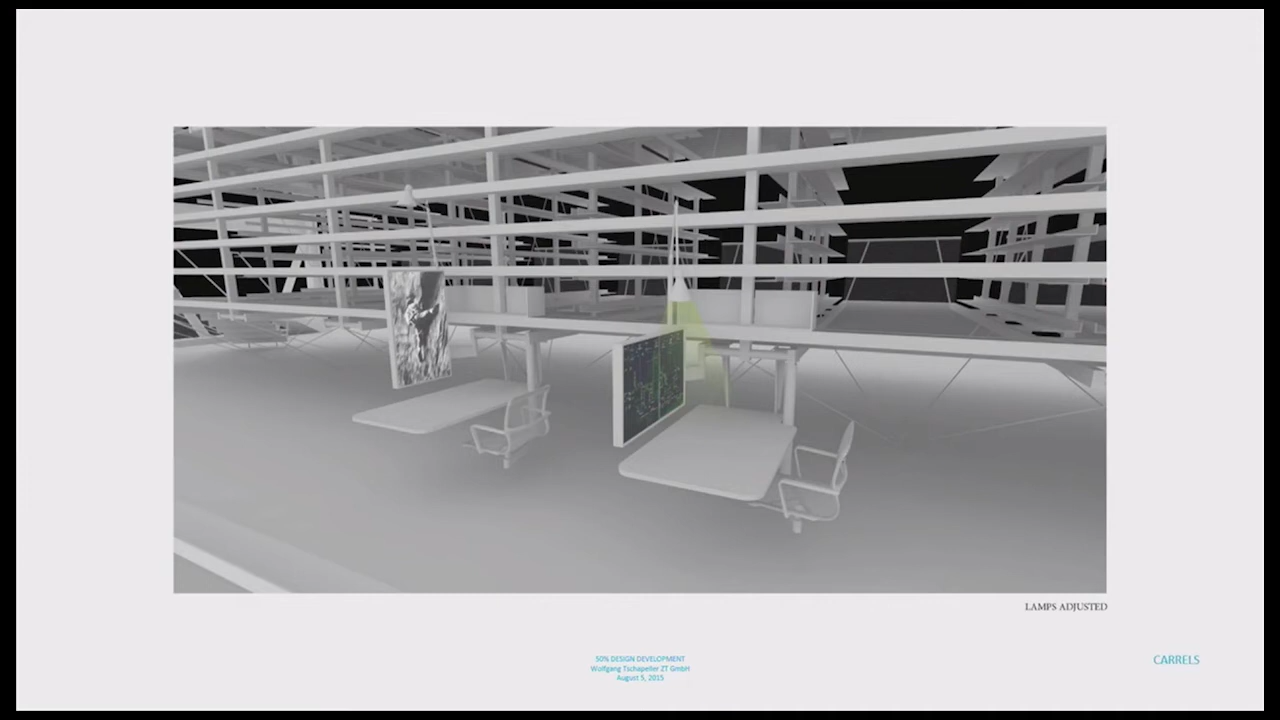 LAMPS ADJUSTED
50% DESIGN DEVELOPMENT
Wolfgang Tschapeller ZT GmbH
August 5, 2015
CARRELS